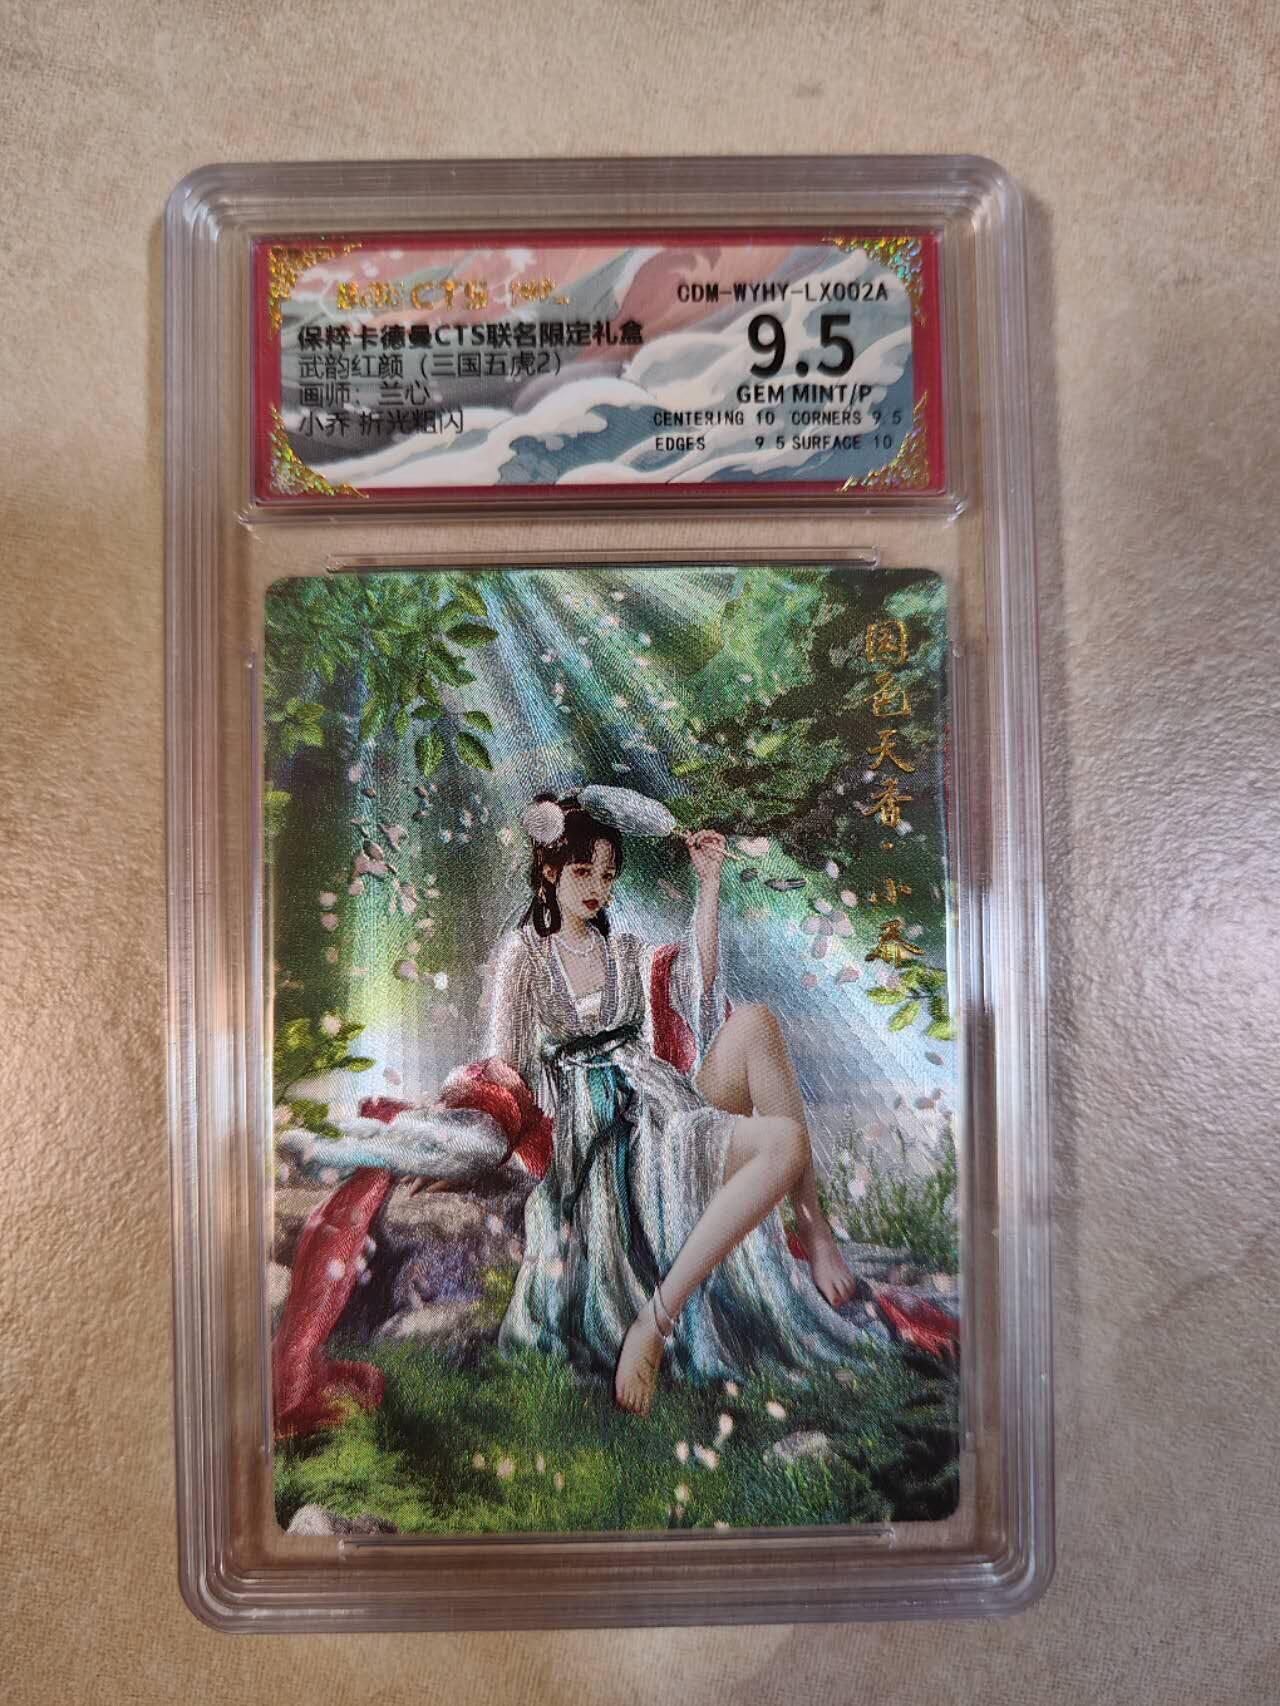 CTS
CDM-WYHY-LX002A
保粹卡德曼CTS联名限定礼盒
武韵红颜（三国五虎2）
画师：兰心
小乔 折光粗闪
9.5
GEM MINT/P
CENTERING 10 CORNERS 9.5
EDGES 9.5 SURFACE 10
国色天香·小乔